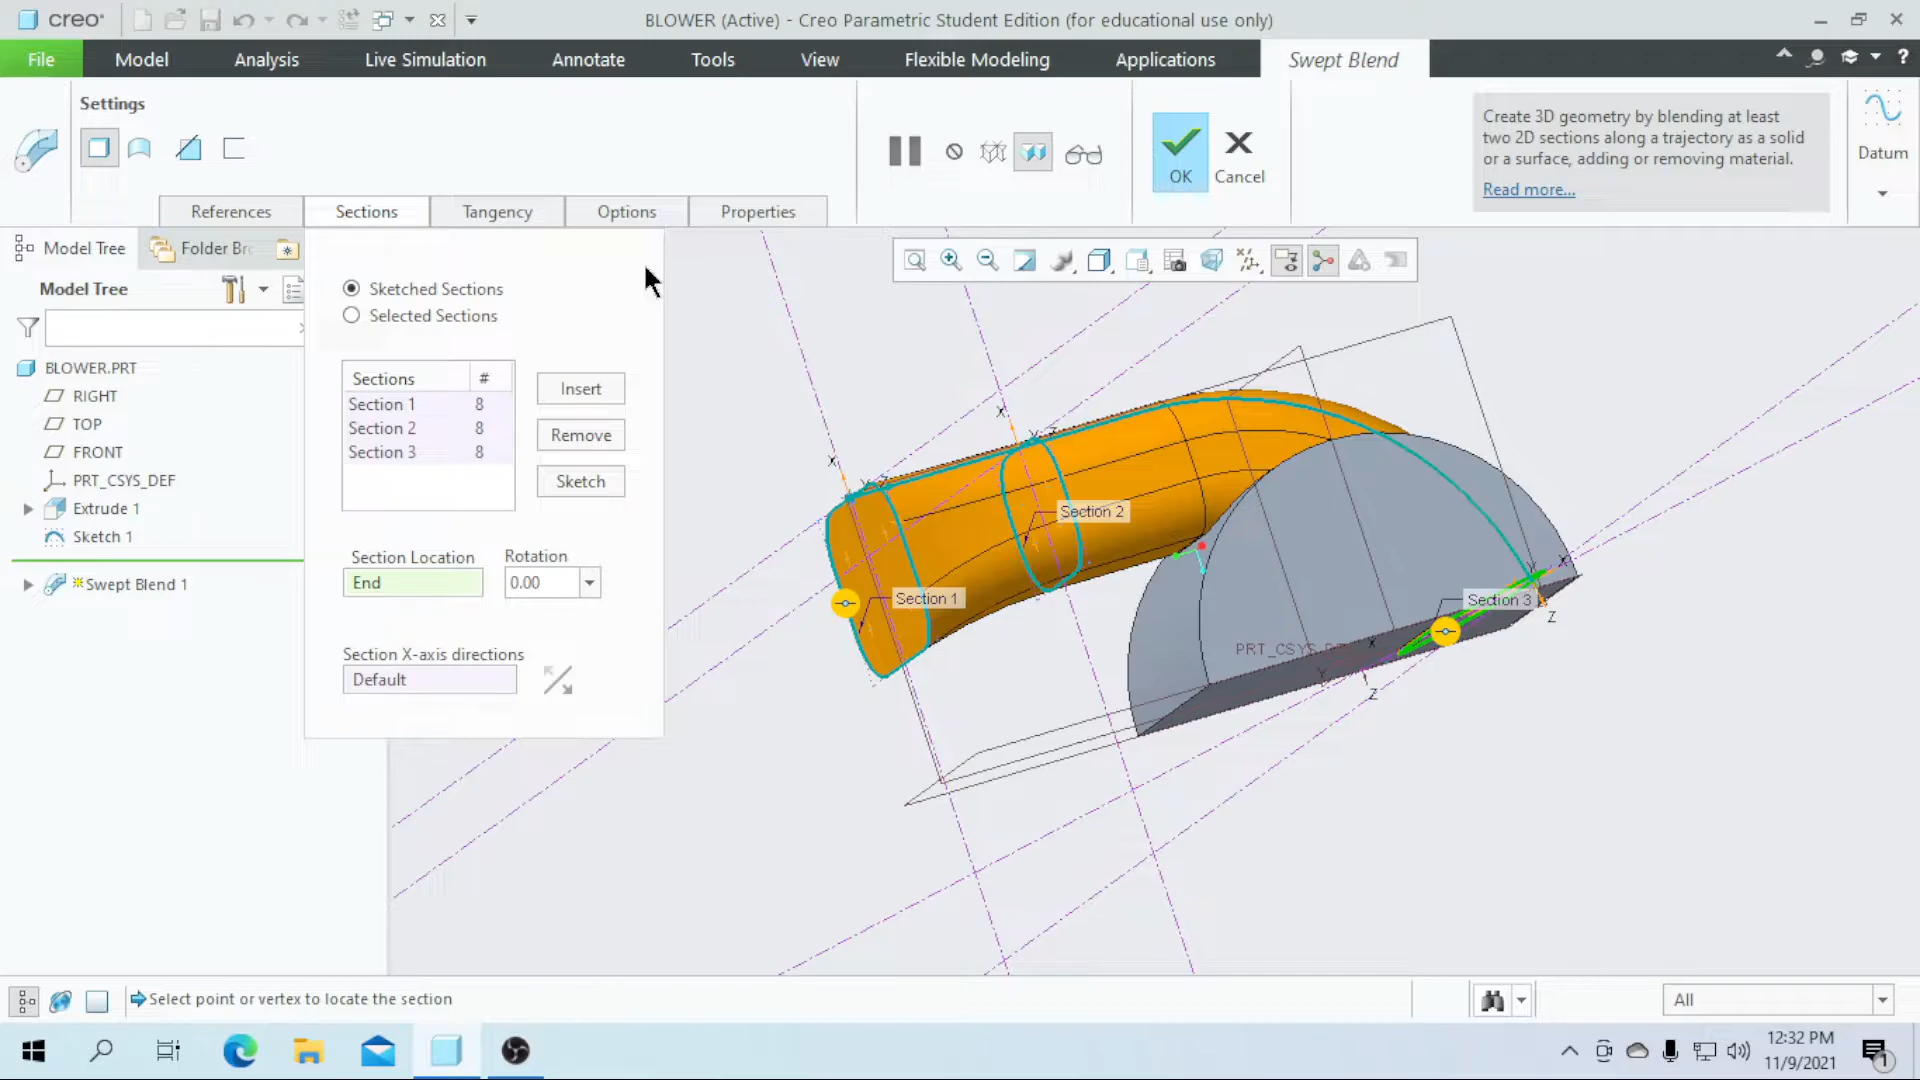 creo
BLOWER (Active) - Creo Parametric Student Edition (for educational use only)
File
Model
Analysis
Live Simulation
Annotate
Tools
View
Flexible Modeling
Applications
Swept Blend
Settings
OK
Cancel
Create 3D geometry by blending at least
two 2D sections along a trajectory as a solid
or a surface, adding or removing material.
Read more...
Datum
References
Sections
Tangency
Options
Properties
Model Tree
Folder Br
Model Tree
BLOWER.PRT
RIGHT
TOP
FRONT
PRT_CSYS_DEF
Extrude 1
Sketch 1
Swept Blend 1
Sketched Sections
Selected Sections
Sections #
Section 1 8
Section 2 8
Section 3 8
Insert
Remove
Sketch
Section Location
End
Rotation
0.00
Section X-axis directions
Default
X
X
Section 2
Section 1
Section 3
X
Y
Z
PRT_CSYS_D
X
Y
Z
Select point or vertex to locate the section
All
12:32 PM
11/9/2021
1